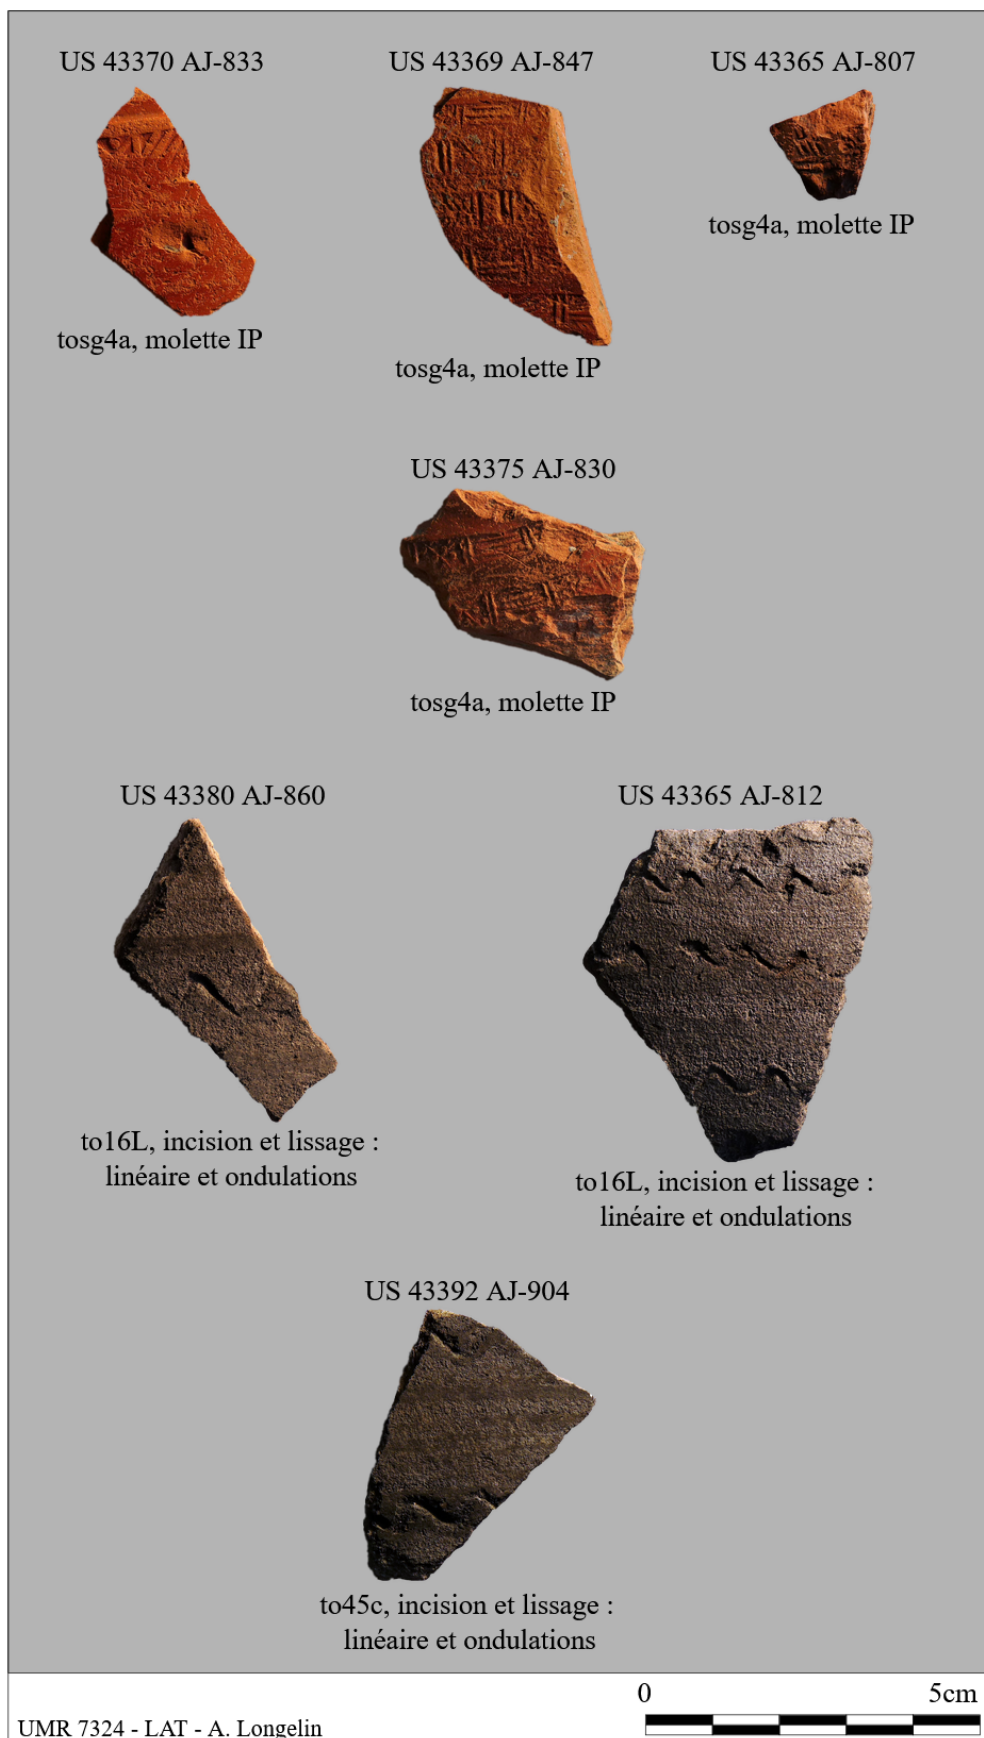 US 43370 AJ-833
US 43369 AJ-847
US 43365 AJ-807
tosg4a, molette IP
tosg4a, molette IP
tosg4a, molette IP
US 43375 AJ-830
tosg4a, molette IP
US 43380 AJ-860
US 43365 AJ-812
to16L, incision et lissage :
linéaire et ondulations
to16L, incision et lissage :
linéaire et ondulations
US 43392 AJ-904
to45c, incision et lissage :
linéaire et ondulations
0 5cm
UMR 7324 - LAT - A. Longelin